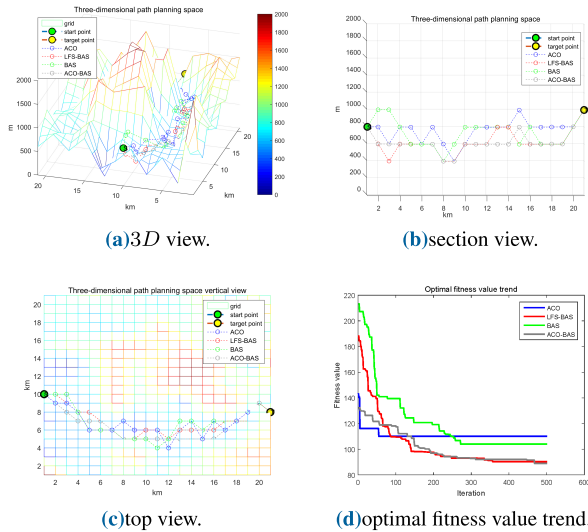 Three-dimensional path planning space
grid
start point
target point
ACO
LFS-BAS
BAS
ACO-BAS
2000
1500
1000
500
0
m
20
15
10
5
km
5
10
15
20
km
2000
1800
1600
1400
1200
1000
800
600
400
200
0
(a)3D view.
Three-dimensional path planning space
start point
target point
ACO
LFS-BAS
BAS
ACO-BAS
2000
1800
1600
1400
1200
1000
800
600
400
200
0
m
2 4 6 8 10 12 14 16 18 20
km
(b)section view.
Three-dimensional path planning space vertical view
grid
start point
target point
ACO
LFS-BAS
BAS
ACO-BAS
20
18
16
14
12
10
8
6
4
2
km
2 4 6 8 10 12 14 16 18 20
km
(c)top view.
Optimal fitness value trend
ACO
LFS-BAS
BAS
ACO-BAS
220
200
180
160
140
120
100
80
Fitness value
0 100 200 300 400 500 600
Iteration
(d)optimal fitness value trend